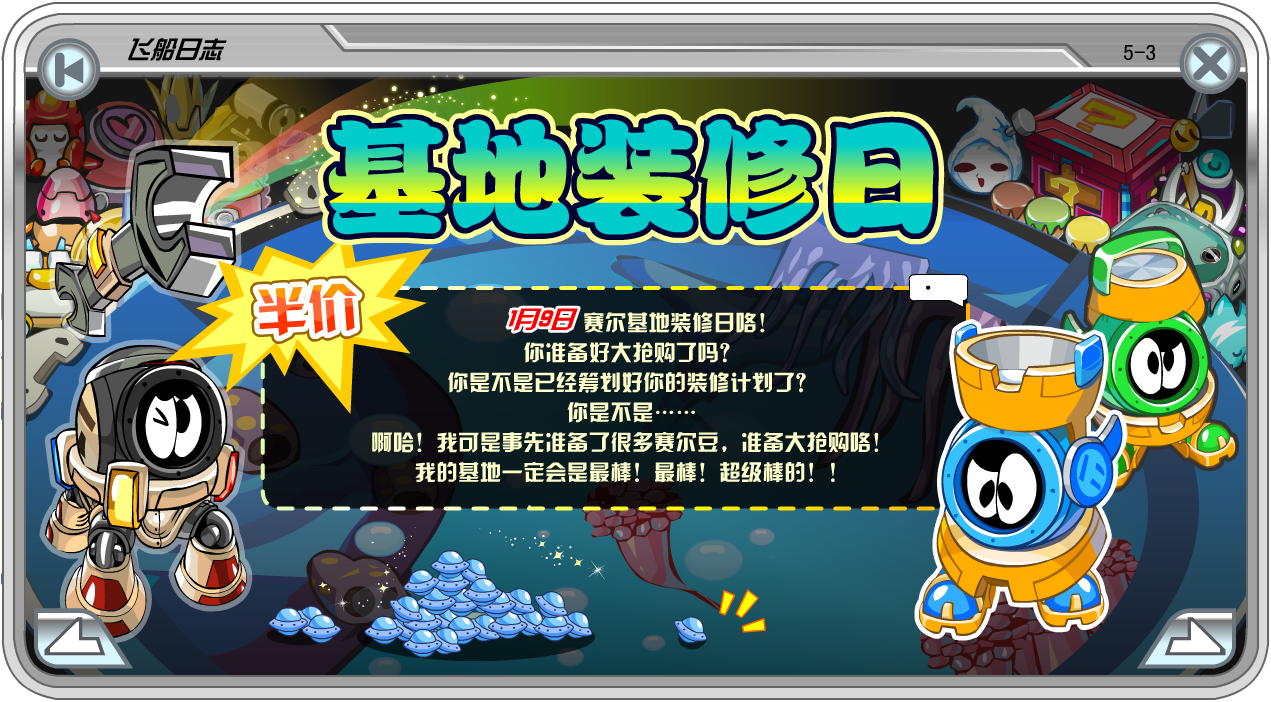 飞船日志
5-3
基地装修日
半价
1月9日 赛尔基地装修日咯！
你准备好大抢购了吗？
你是不是已经筹划好你的装修计划了？
你是不是……
啊哈！我可是事先准备了很多赛尔豆，准备大抢购咯！
我的基地一定会是最棒！最棒！超级棒的！！